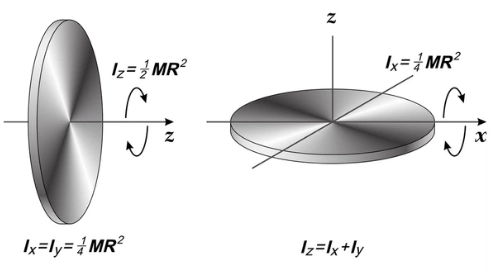 z
I_z=½MR²
I_x=¼MR²
z
x
I_x=I_y=¼MR²
I_z=I_x+I_y